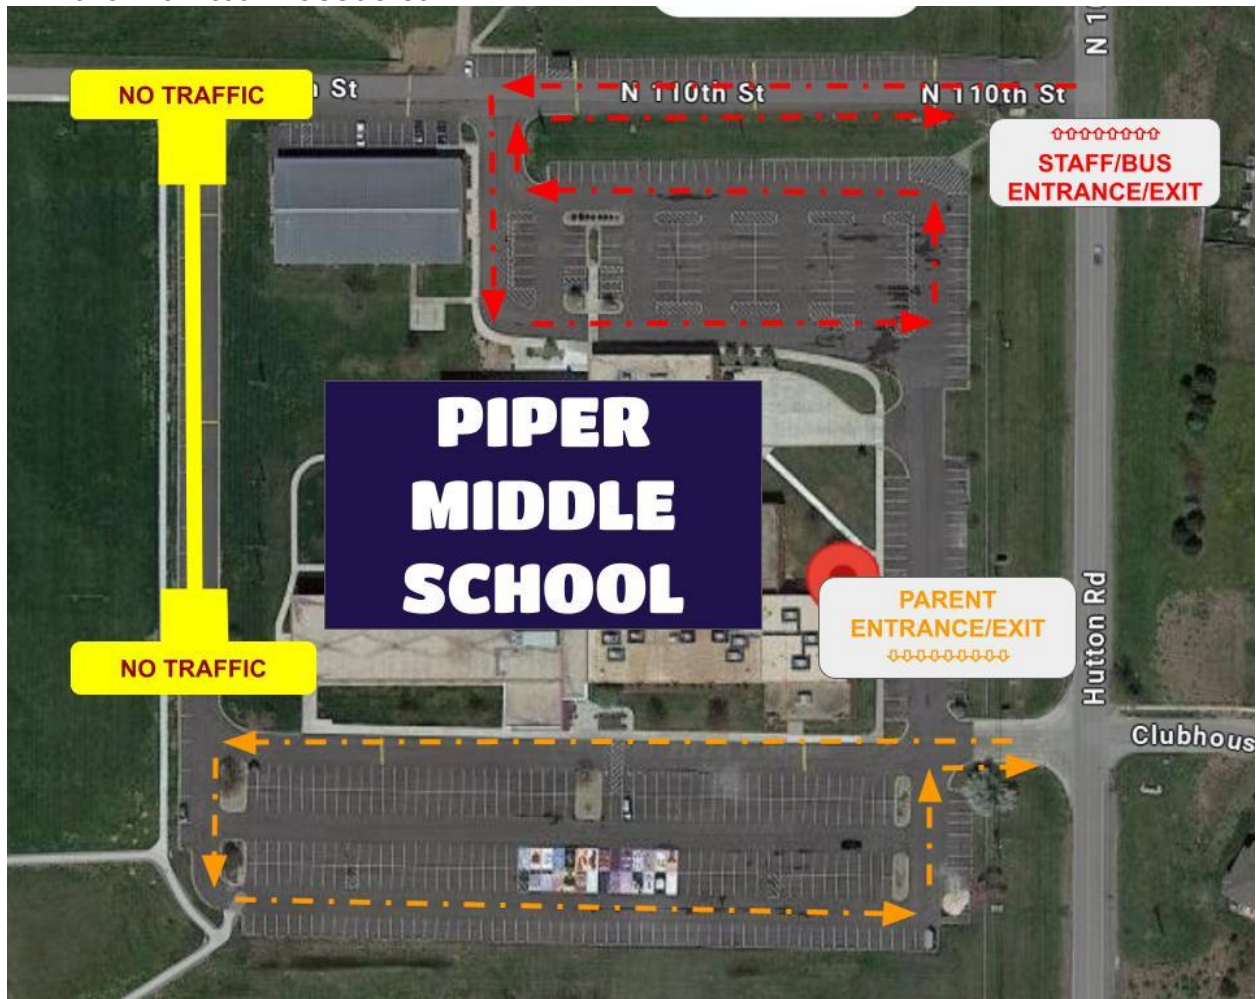 N 1
NO TRAFFIC
h St
N 110th St
N 110th St
⇧⇧⇧⇧⇧⇧⇧⇧
STAFF/BUS
ENTRANCE/EXIT
PIPER
MIDDLE
SCHOOL
PARENT
ENTRANCE/EXIT
⇩⇩⇩⇩⇩⇩⇩⇩⇩
Hutton Rd
NO TRAFFIC
Clubhous